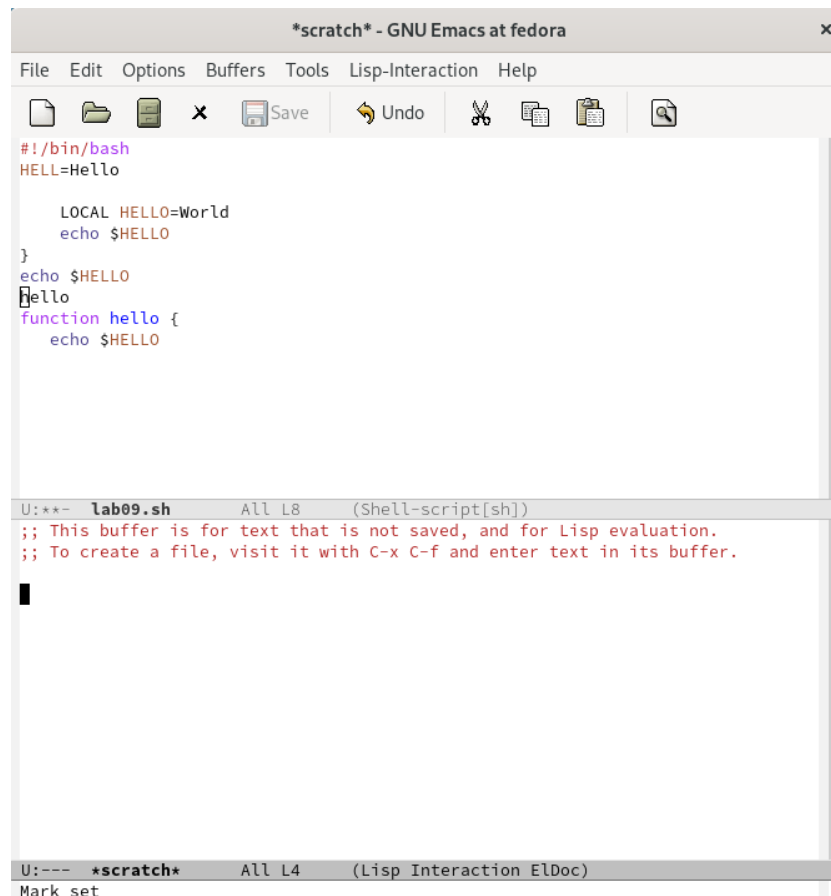 *scratch* - GNU Emacs at fedora ×
File Edit Options Buffers Tools Lisp-Interaction Help
Save Undo
#!/bin/bash
HELL=Hello
LOCAL HELLO=World
echo $HELLO
}
echo $HELLO
hello
function hello {
echo $HELLO
U:**- lab09.sh All L8 (Shell-script[sh])
;; This buffer is for text that is not saved, and for Lisp evaluation.
;; To create a file, visit it with C-x C-f and enter text in its buffer.
U:--- *scratch* All L4 (Lisp Interaction ElDoc)
Mark set